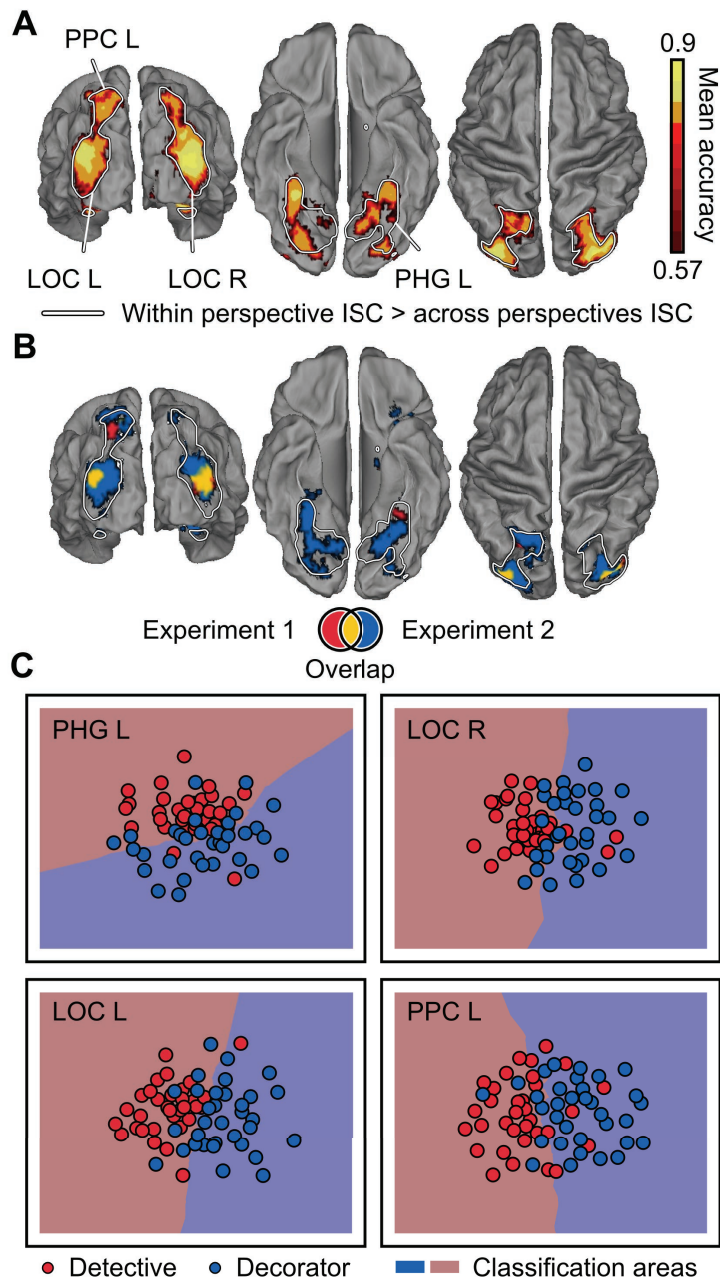 A
PPC L
0.9
Mean accuracy
0.57
LOC L
LOC R
PHG L
Within perspective ISC > across perspectives ISC
B
Experiment 1
Experiment 2
Overlap
C
PHG L
LOC R
LOC L
PPC L
Detective
Decorator
Classification areas